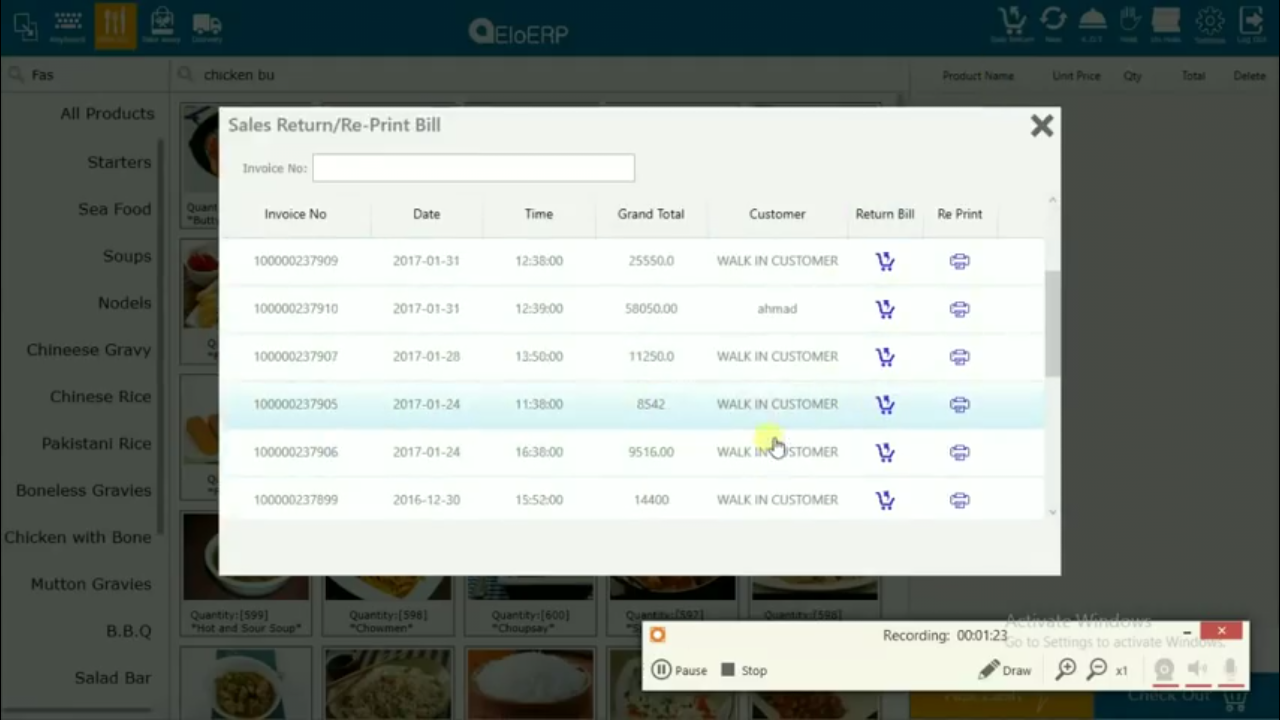 Keyboard
Delivery
EloERP
Log Out
Fas
chicken bu
Product Name Unit Price Qty Total Delete
All Products
Starters
Sea Food
Soups
Nodels
Chineese Gravy
Chinese Rice
Pakistani Rice
Boneless Gravies
Chicken with Bone
Mutton Gravies
B.B.Q
Salad Bar
Sales Return/Re-Print Bill
Invoice No:
Invoice No Date Time Grand Total Customer Return Bill Re Print
100000237909 2017-01-31 12:38:00 25550.0 WALK IN CUSTOMER
100000237910 2017-01-31 12:39:00 58050.00 ahmad
100000237907 2017-01-28 13:50:00 11250.0 WALK IN CUSTOMER
100000237905 2017-01-24 11:38:00 8542 WALK IN CUSTOMER
100000237906 2017-01-24 16:38:00 9516.00 WALK IN CUSTOMER
100000237899 2016-12-30 15:52:00 14400 WALK IN CUSTOMER
Quantity:[599] Quantity:[598] Quantity:[600] Quantity:[597] Quantity:[598]
"Hot and Sour Soup" "Chowmen" "Choupsay"
Activate Windows
Go to Settings to activate Windows.
Recording: 00:01:23
Pause Stop Draw x1
Check Out